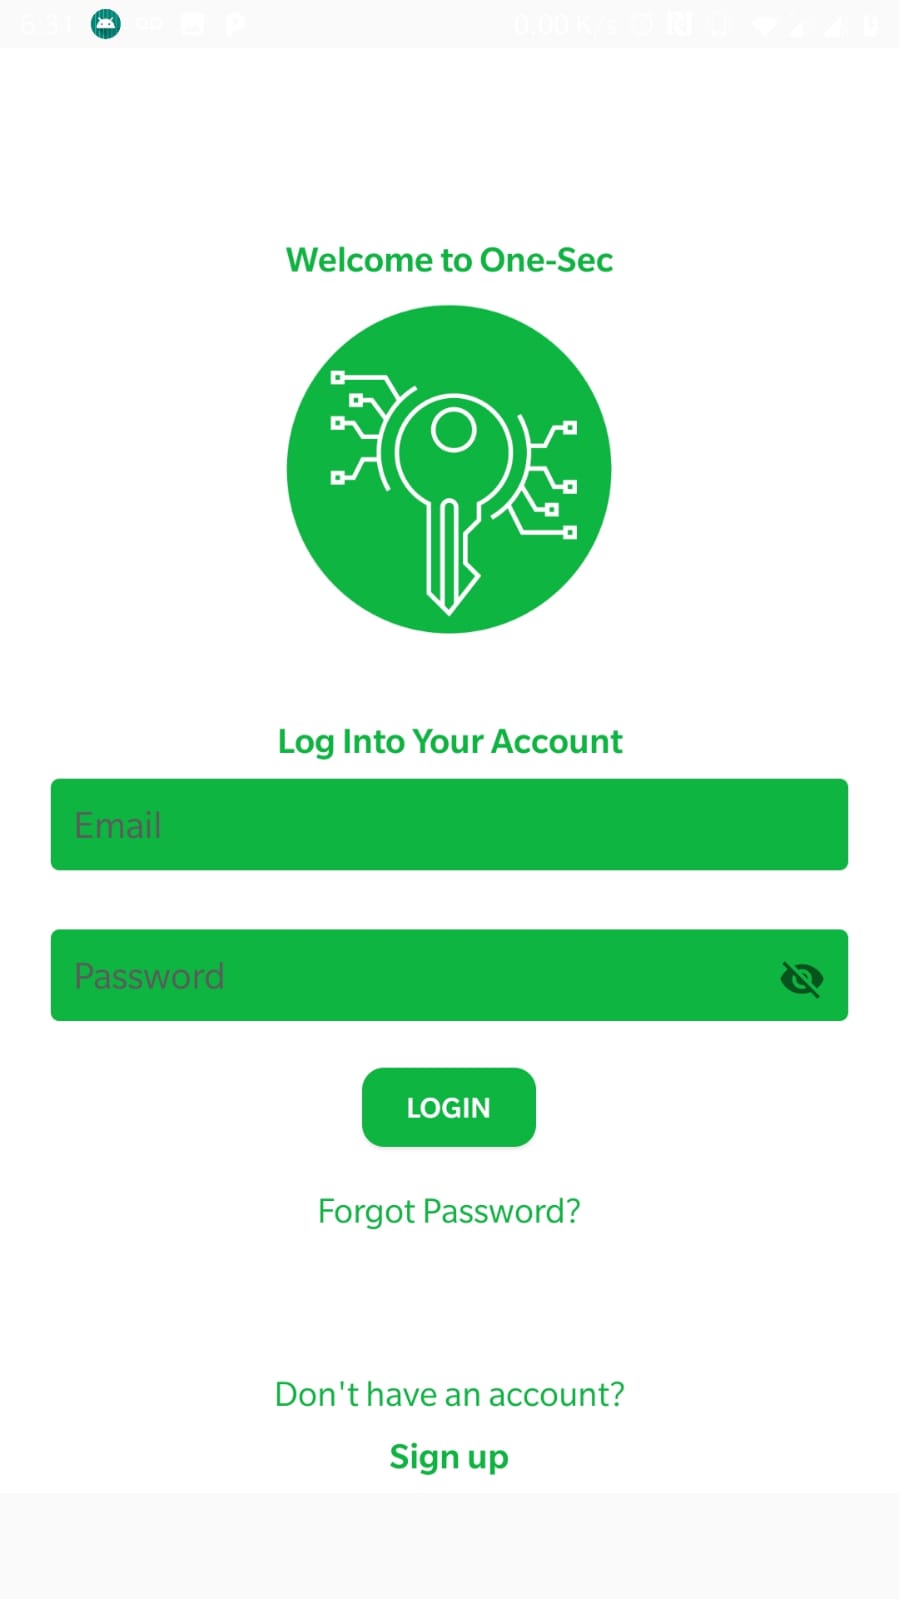 6:31 0.00 K/s
Welcome to One-Sec
Log Into Your Account
Email
Password
LOGIN
Forgot Password?
Don't have an account?
Sign up